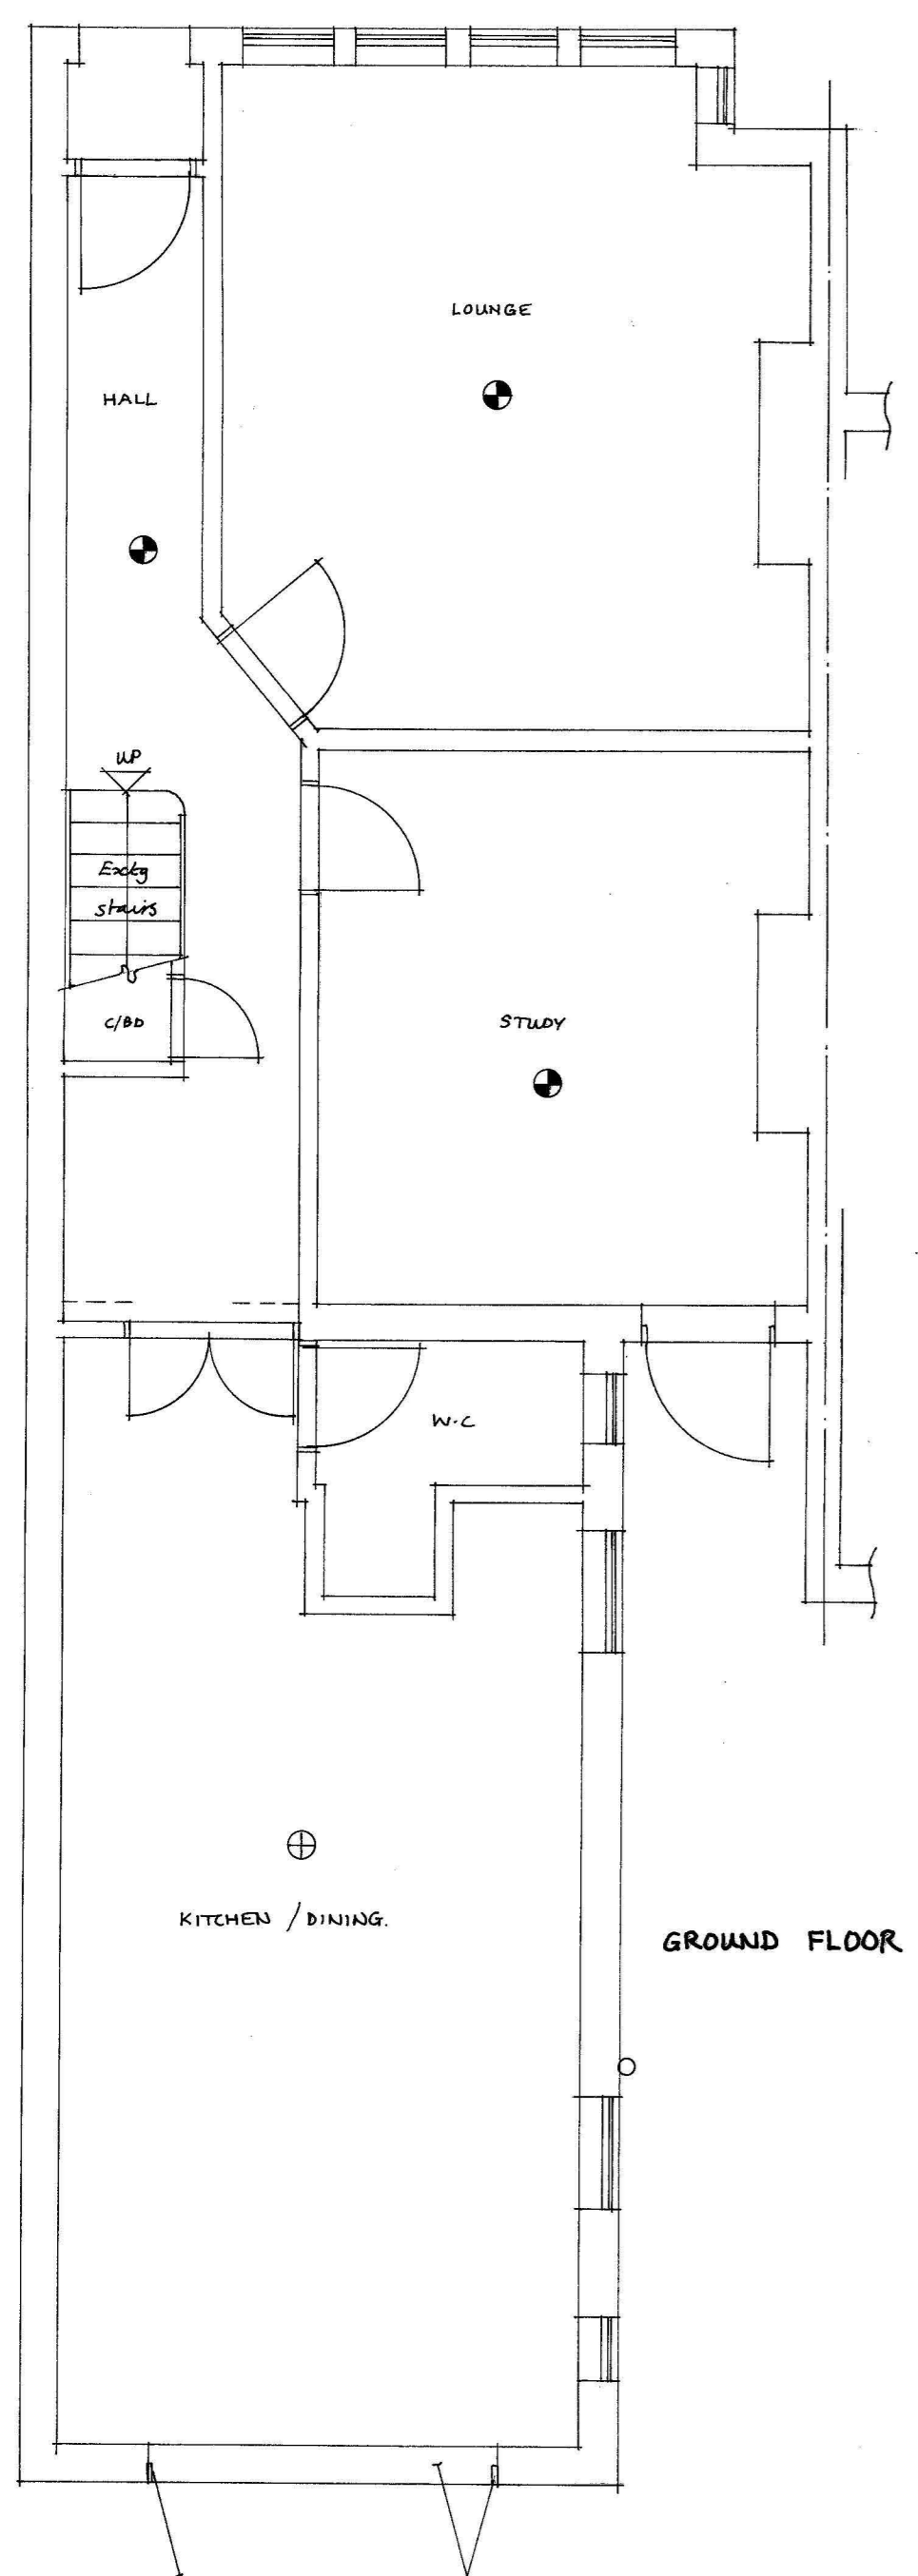 LOUNGE
HALL
UP
Exctg
stairs
C/BD
STUDY
W.C
KITCHEN / DINING.
GROUND FLOOR